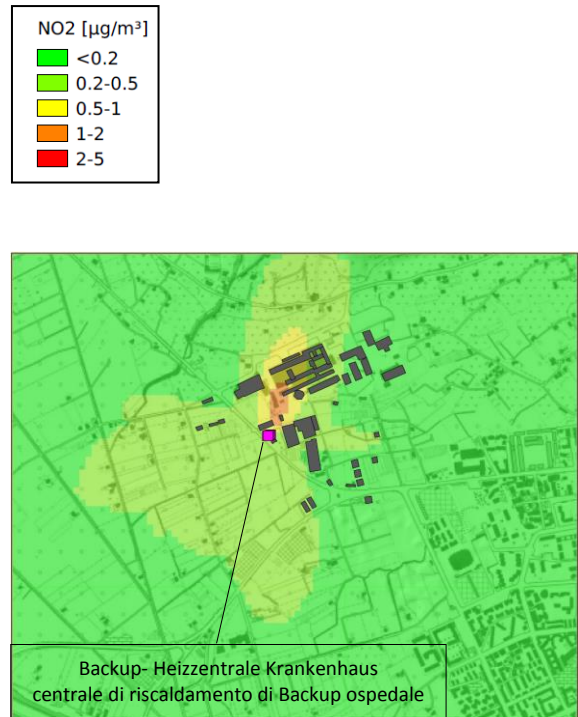 NO2 [µg/m³]
<0.2
0.2-0.5
0.5-1
1-2
2-5
Backup- Heizzentrale Krankenhaus
centrale di riscaldamento di Backup ospedale